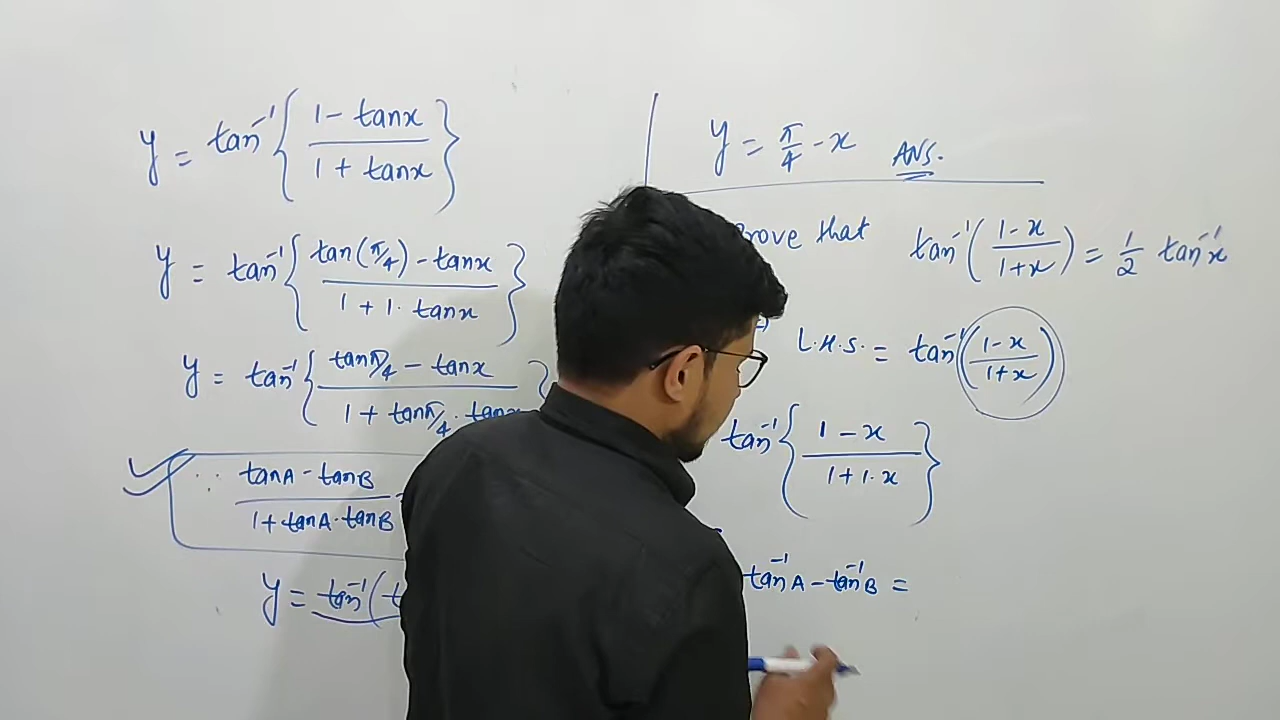 y = tan⁻¹ { (1 - tanx) / (1 + tanx) }
y = tan⁻¹ { (tan(π/4) - tanx) / (1 + 1. tanx) }
y = tan⁻¹ { (tanπ/4 - tanx) / (1 + tanπ/4 . tanx
∵ (tanA - tanB) / (1 + tanA . tanB)
y = tan⁻¹(t
y = π/4 - x ANS.
Prove that tan⁻¹((1 - x) / (1 + x)) = 1/2 tan⁻¹x
L.H.S. = tan⁻¹((1 - x) / (1 + x))
tan⁻¹ { (1 - x) / (1 + 1.x) }
tan⁻¹A - tan⁻¹B =